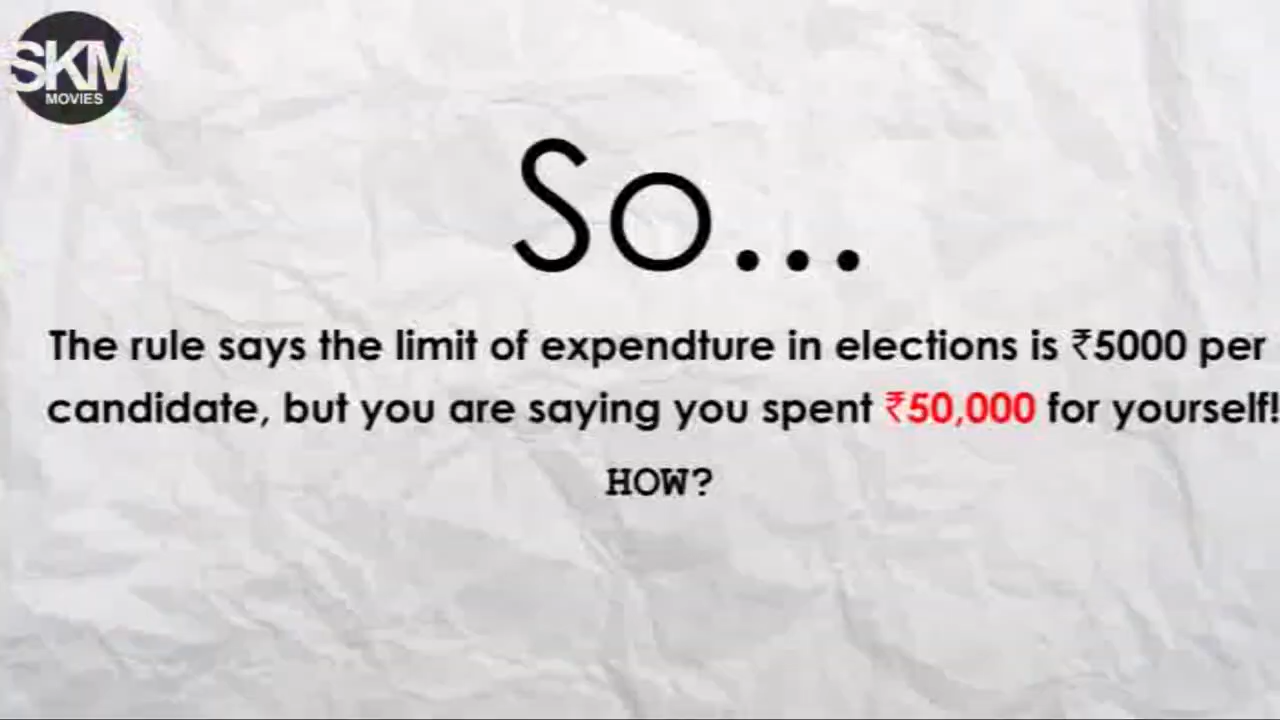 SKM
MOVIES
So...
The rule says the limit of expendture in elections is ₹5000 per
candidate, but you are saying you spent ₹50,000 for yourself!
HOW?